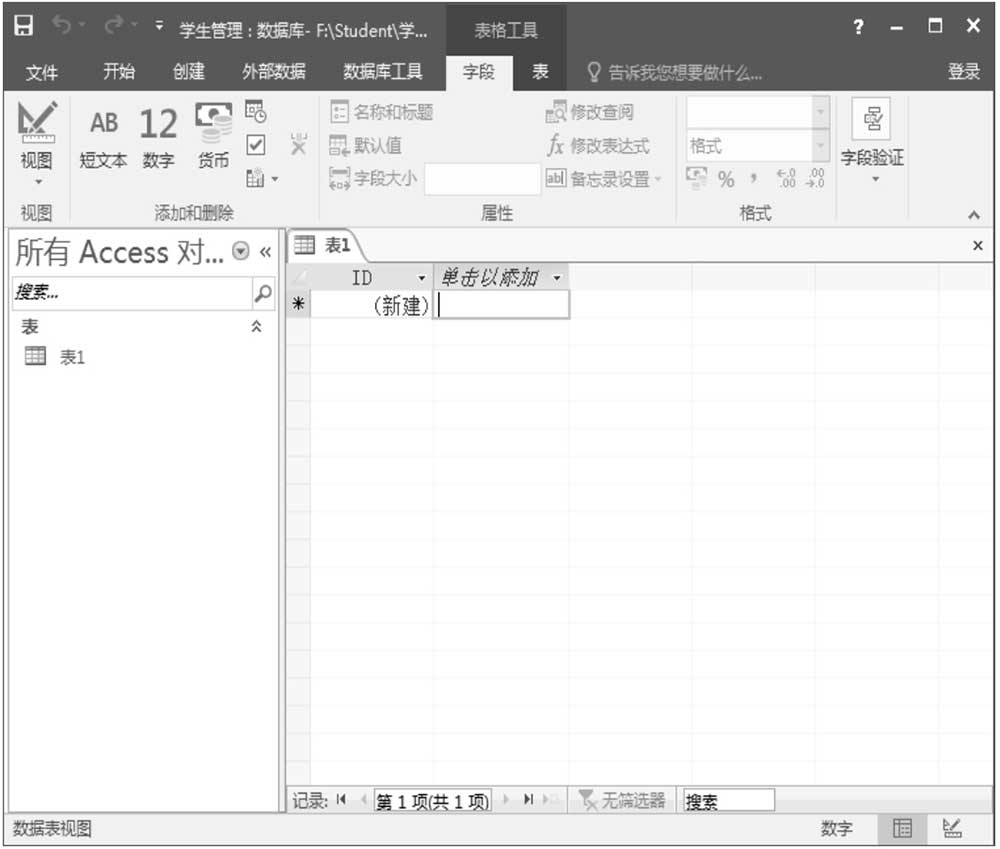 学生管理 : 数据库- F:\Student\学... 表格工具 ?
文件 开始 创建 外部数据 数据库工具 字段 表 告诉我您想要做什么... 登录
视图 AB 短文本 12 数字 货币
视图 添加和删除
名称和标题 修改查阅
默认值 fx 修改表达式
字段大小 ab 备忘录设置
属性
格式
% , .00 .0 .00 .0
格式
字段验证
所有 Access 对... «
搜索...
表
表1
表1
ID 单击以添加
* (新建)
记录: 第 1 项(共 1 项) 无筛选器 搜索
数据表视图 数字